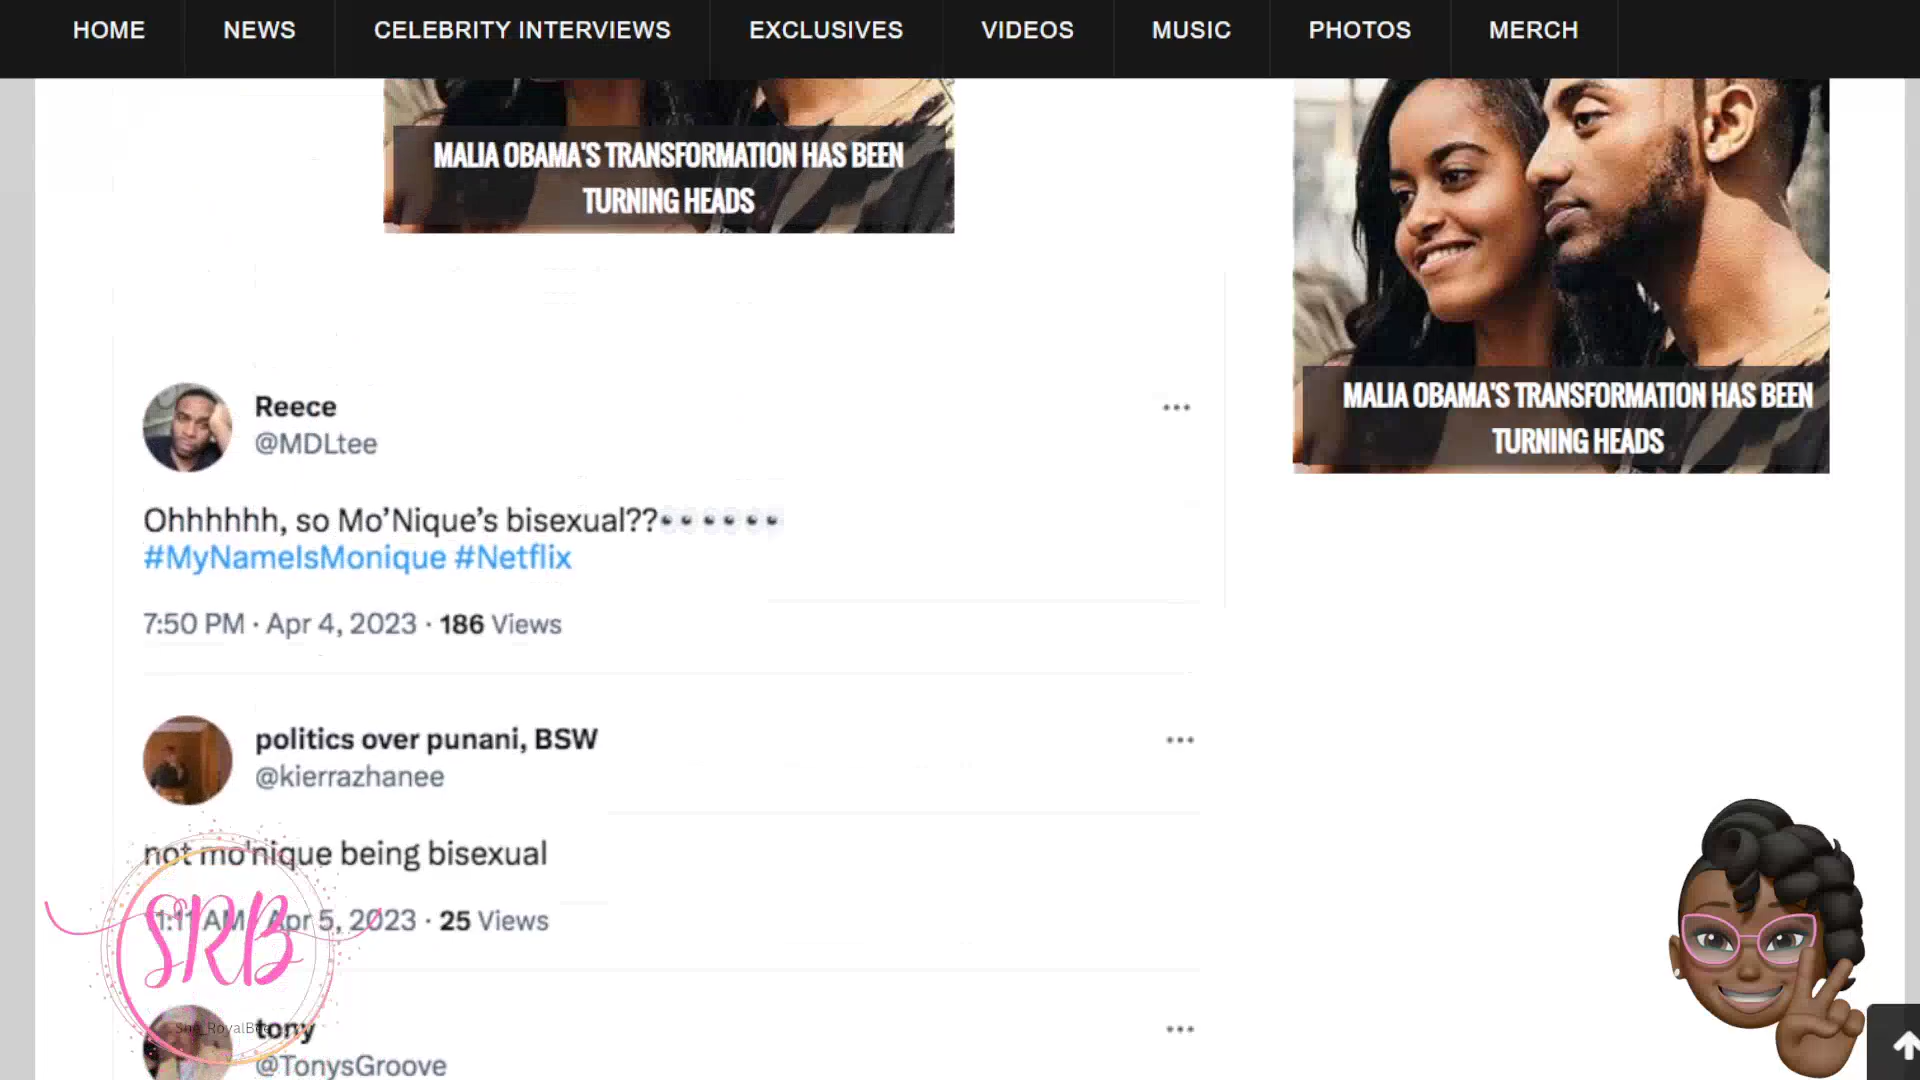 HOME NEWS CELEBRITY INTERVIEWS EXCLUSIVES VIDEOS MUSIC PHOTOS MERCH
MALIA OBAMA'S TRANSFORMATION HAS BEEN
TURNING HEADS
MALIA OBAMA'S TRANSFORMATION HAS BEEN
TURNING HEADS
Reece
@MDLtee
Ohhhhhh, so Mo’Nique’s bisexual??
#MyNameIsMonique #Netflix
7:50 PM · Apr 4, 2023 · 186 Views
politics over punani, BSW
@kierrazhanee
not mo'nique being bisexual
1:11 AM · Apr 5, 2023 · 25 Views
SRB
tony
@TonysGroove